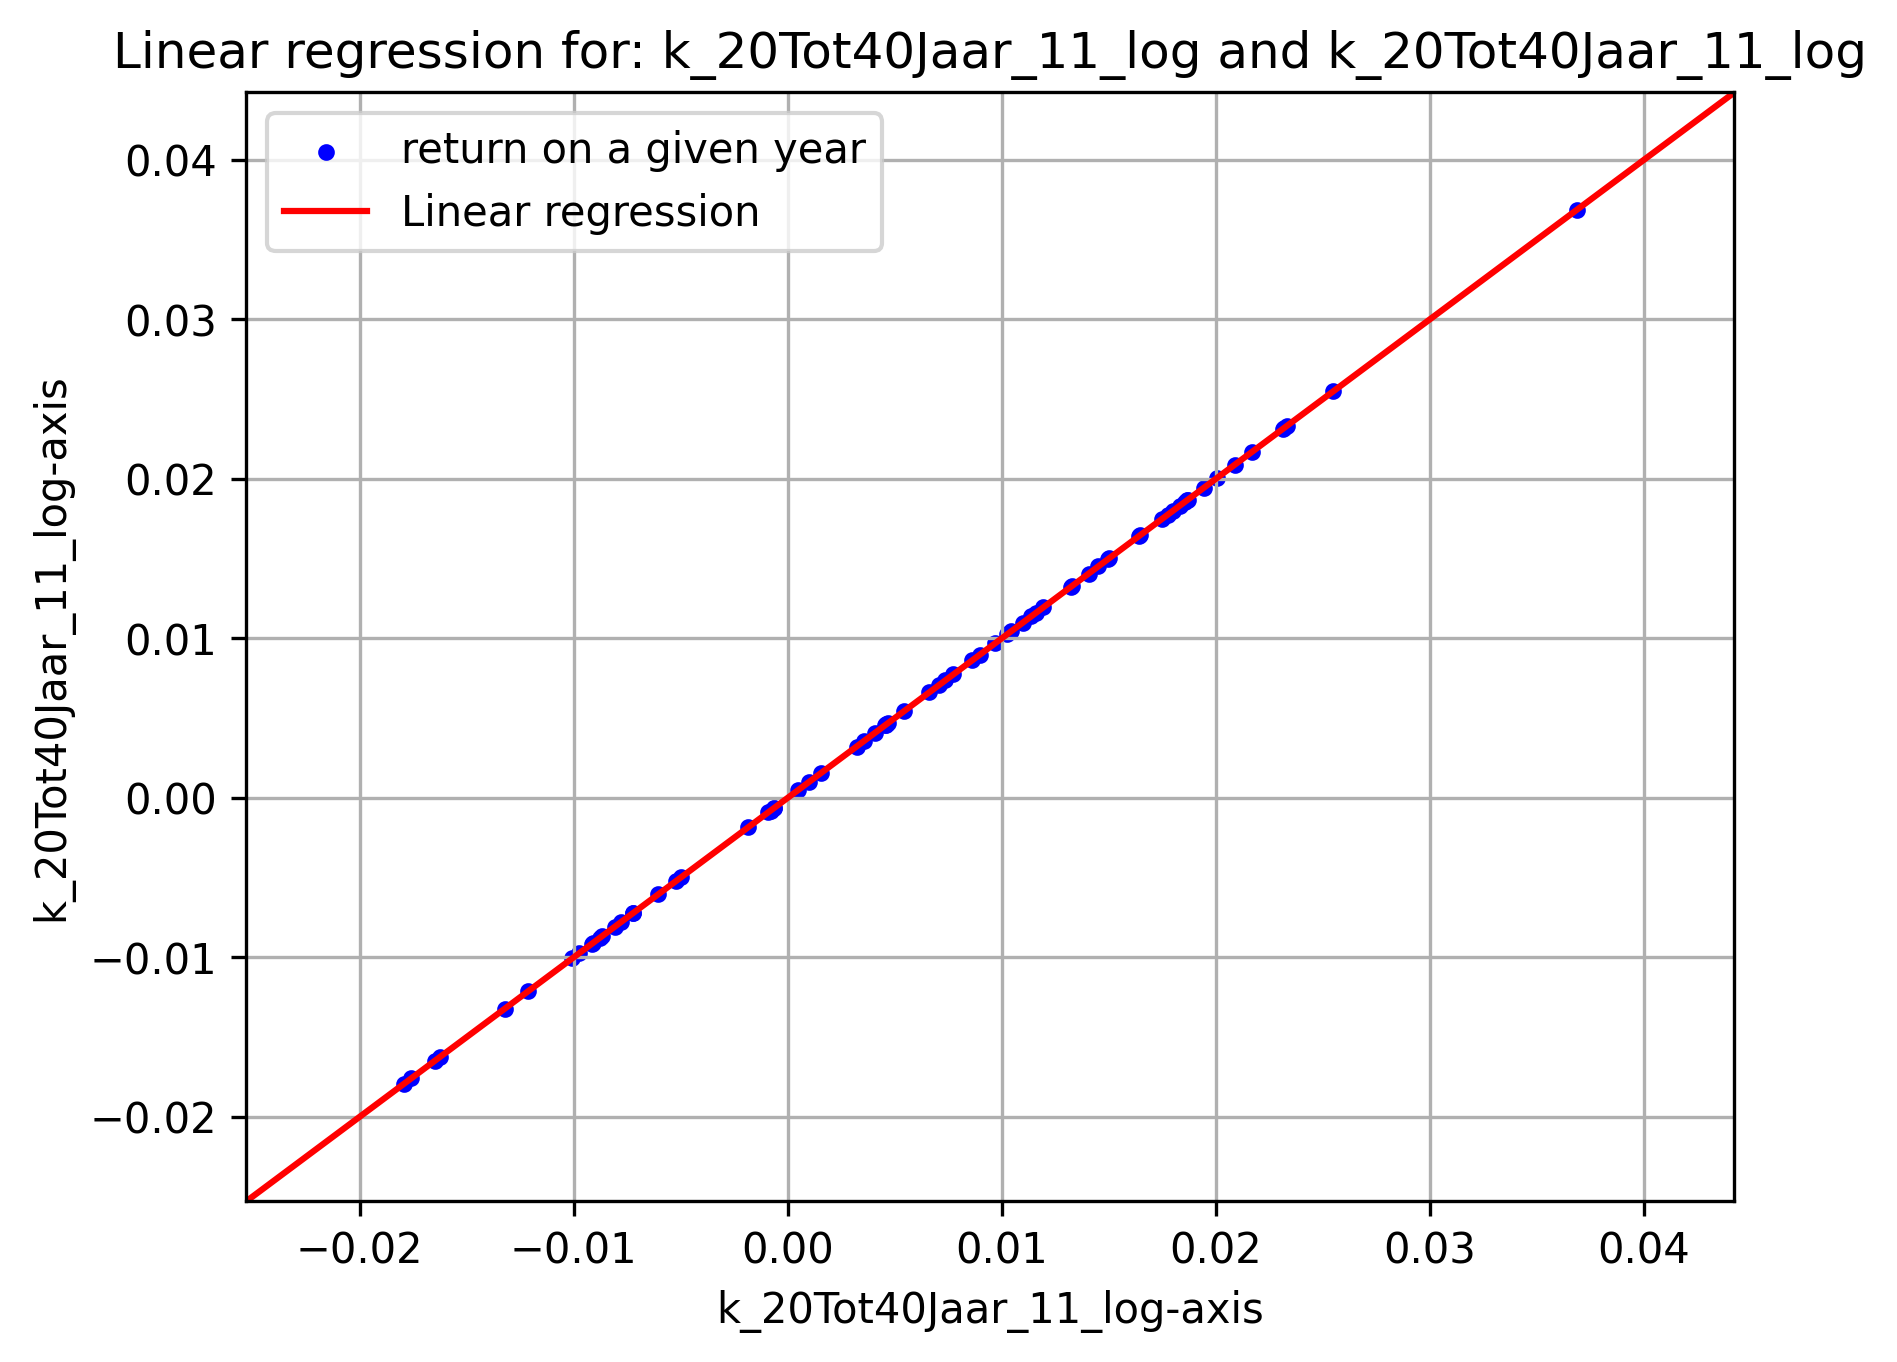 Linear regression for: k_20Tot40Jaar_11_log and k_20Tot40Jaar_11_log
return on a given year
Linear regression
k_20Tot40Jaar_11_log-axis
0.04
0.03
0.02
0.01
0.00
−0.01
−0.02
−0.02 −0.01 0.00 0.01 0.02 0.03 0.04
k_20Tot40Jaar_11_log-axis